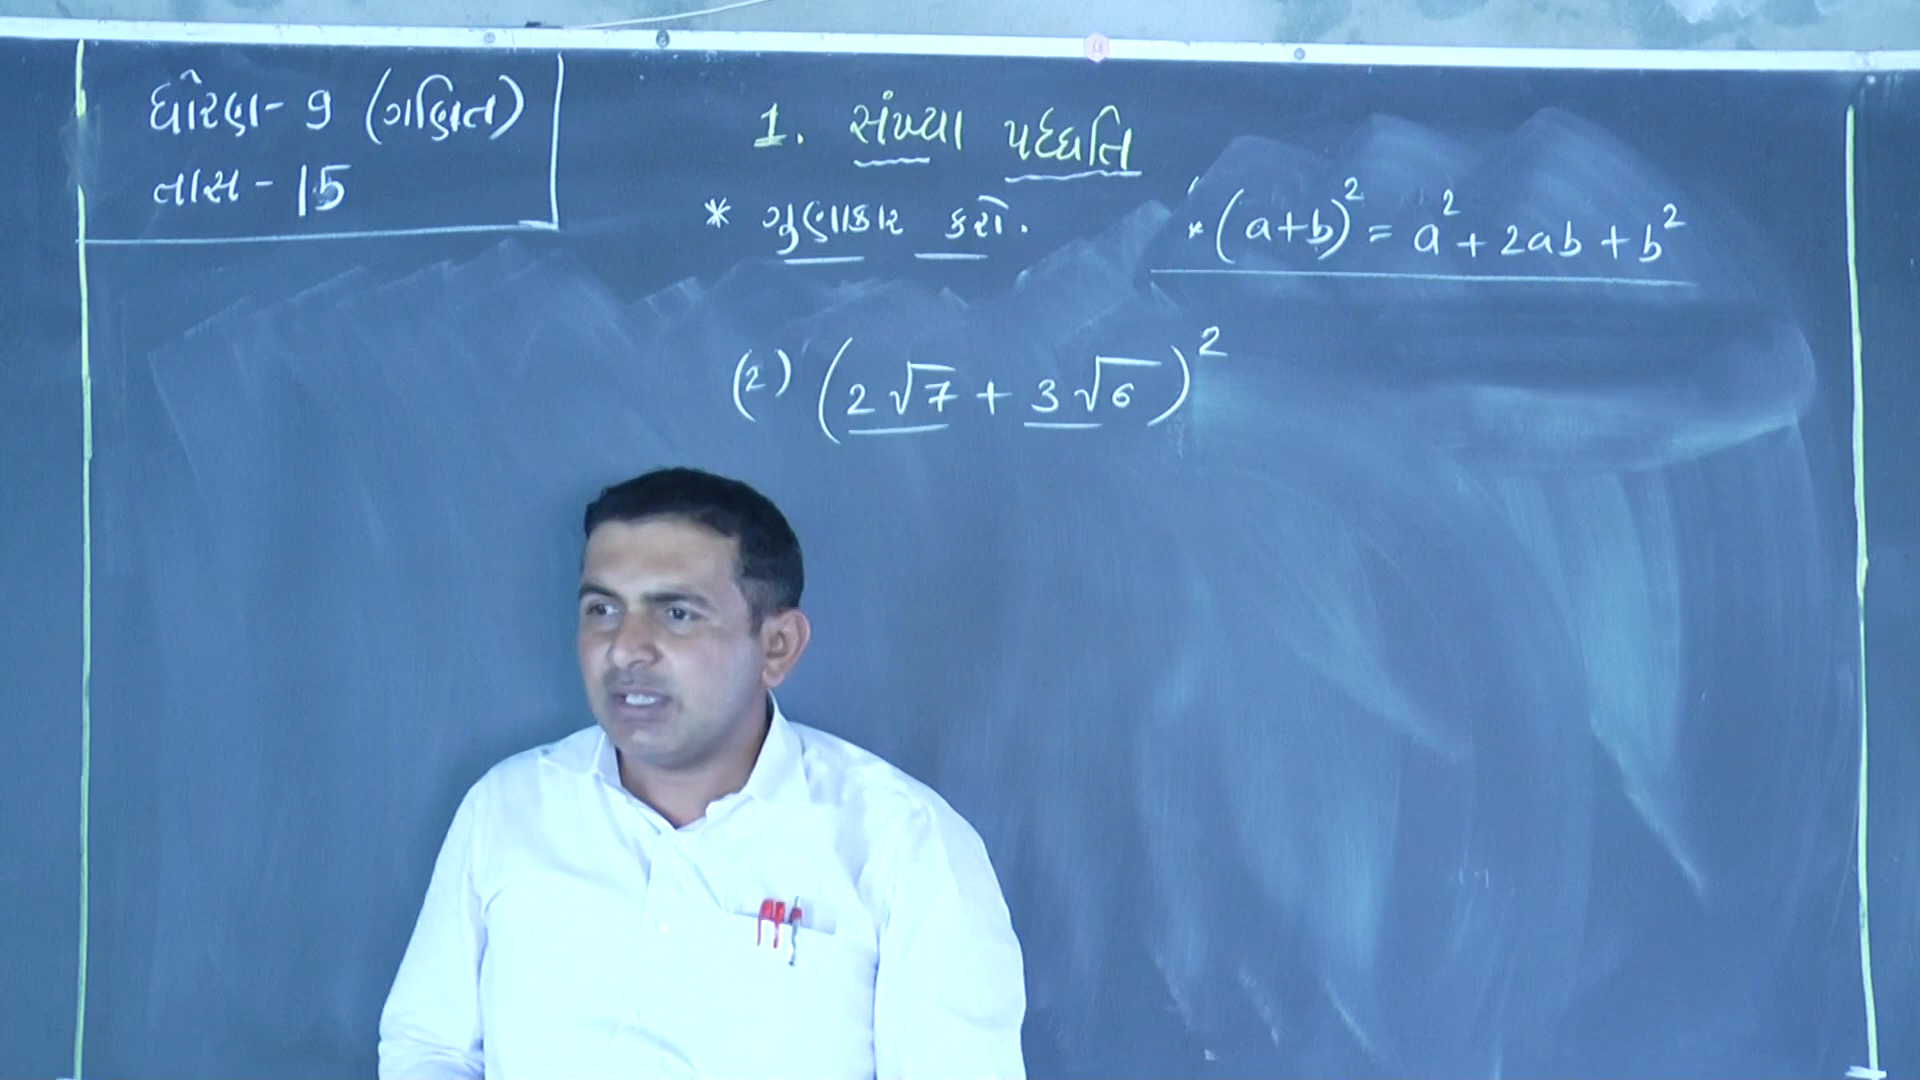 ધોરણ - 9 (ગણિત)
તાસ - 15
1. સંખ્યા પદ્ધતિ
* ગુણાકાર કરો.
* (a+b)² = a² + 2ab + b²
(2) (2√7 + 3√6)²